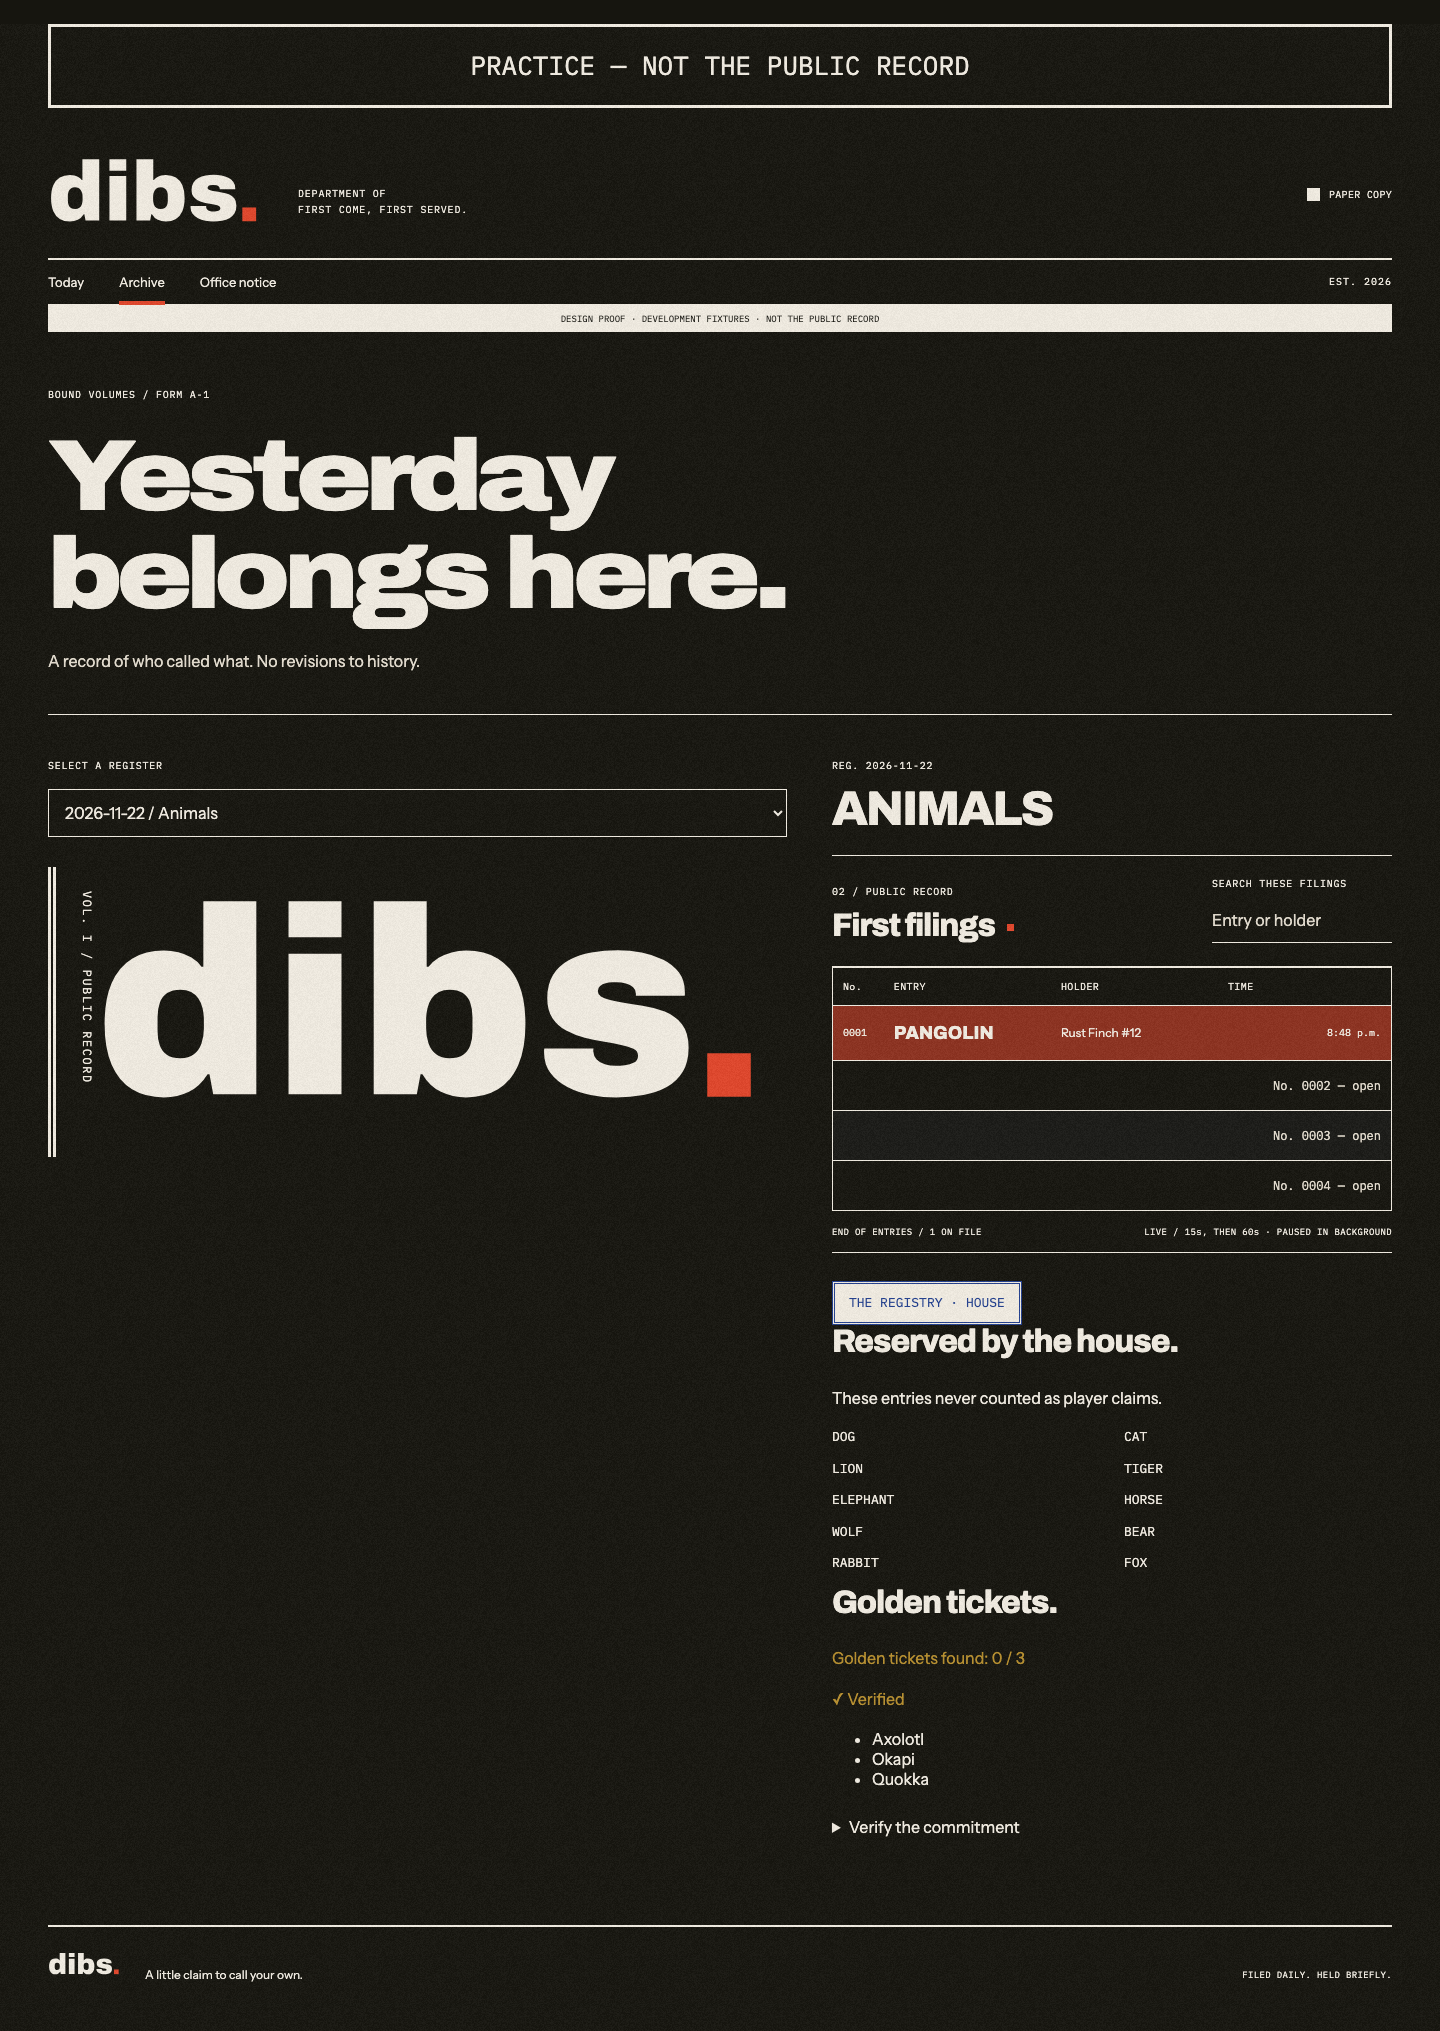 PRACTICE — NOT THE PUBLIC RECORD
dibs.
DEPARTMENT OF
FIRST COME, FIRST SERVED.
PAPER COPY
Today
Archive
Office notice
EST. 2026
DESIGN PROOF · DEVELOPMENT FIXTURES · NOT THE PUBLIC RECORD
BOUND VOLUMES / FORM A-1
Yesterday
belongs here.
A record of who called what. No revisions to history.
SELECT A REGISTER
2026-11-22 / Animals
VOL. I / PUBLIC RECORD
dibs.
REG. 2026-11-22
ANIMALS
02 / PUBLIC RECORD
First filings
SEARCH THESE FILINGS
Entry or holder
No. ENTRY HOLDER TIME
0001 PANGOLIN Rust Finch #12 8:48 p.m.
No. 0002 — open
No. 0003 — open
No. 0004 — open
END OF ENTRIES / 1 ON FILE
LIVE / 15s, THEN 60s · PAUSED IN BACKGROUND
THE REGISTRY · HOUSE
Reserved by the house.
These entries never counted as player claims.
DOG CAT
LION TIGER
ELEPHANT HORSE
WOLF BEAR
RABBIT FOX
Golden tickets.
Golden tickets found: 0 / 3
✓ Verified
• Axolotl
• Okapi
• Quokka
▶ Verify the commitment
dibs.
A little claim to call your own.
FILED DAILY. HELD BRIEFLY.